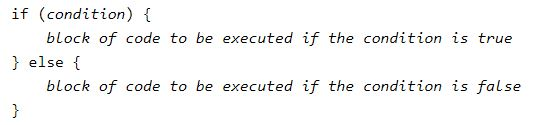 if (condition) {
    block of code to be executed if the condition is true
} else {
    block of code to be executed if the condition is false
}